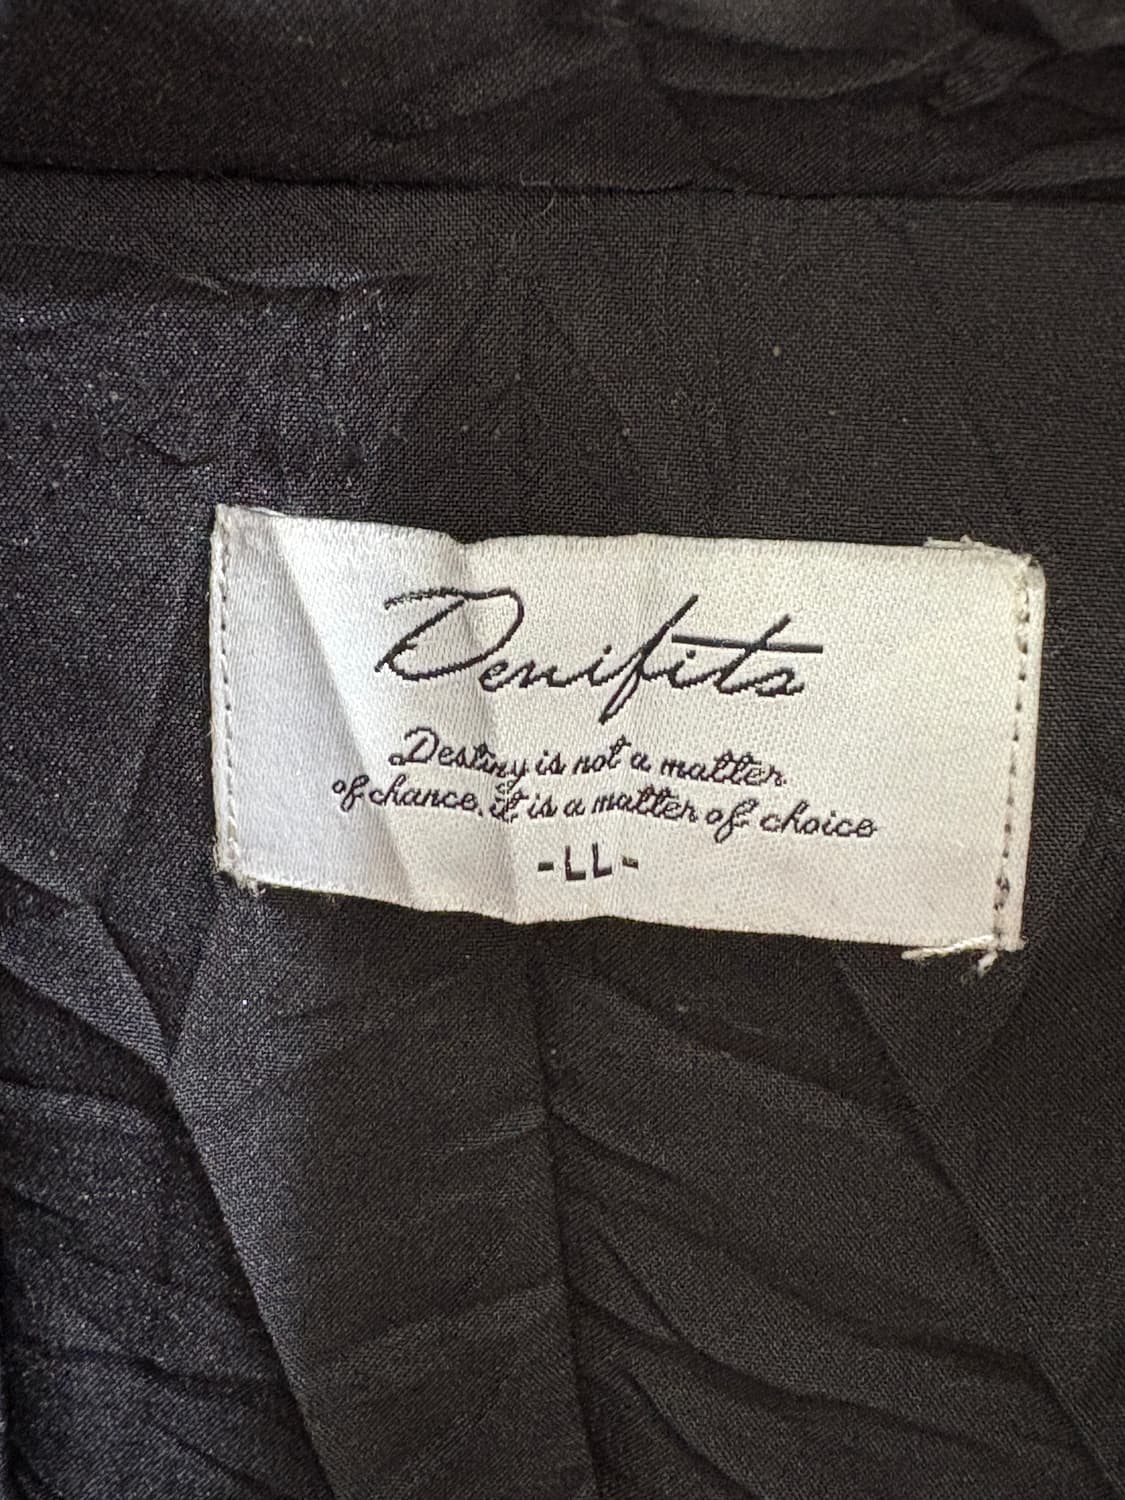 Denifits
Destiny is not a matter
of chance. it is a matter of choice
-LL-